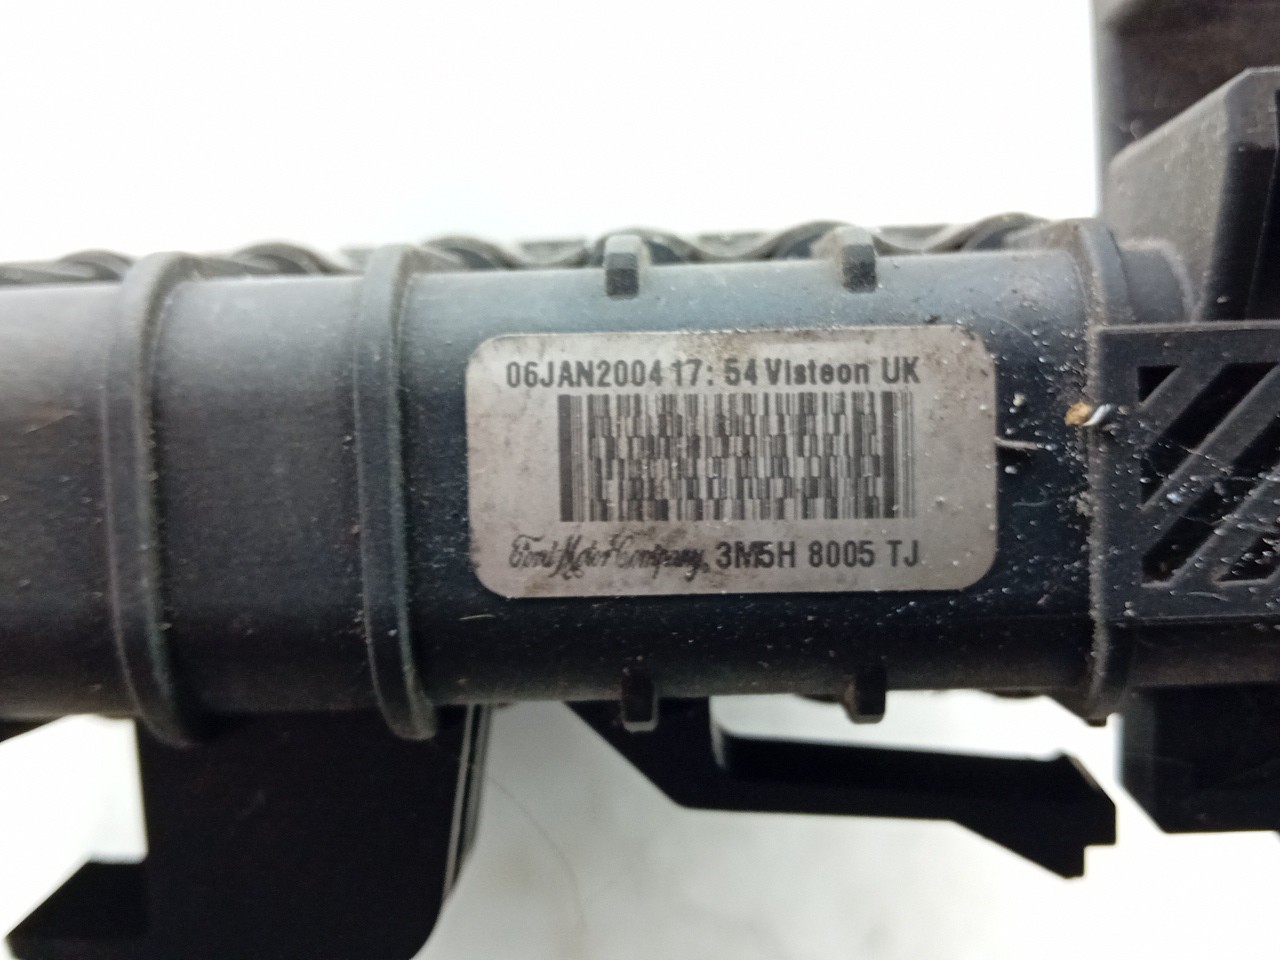 06JAN2004 17:54 Visteon UK
Ford Motor Company, 3M5H 8005 TJ